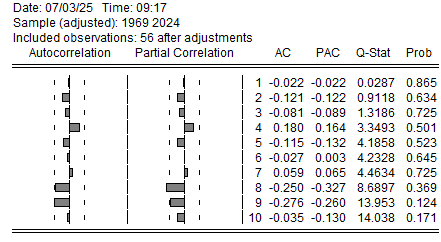 Date: 07/03/25 Time: 09:17
Sample (adjusted): 1969 2024
Included observations: 56 after adjustments
Autocorrelation Partial Correlation AC PAC Q-Stat Prob
1 -0.022 -0.022 0.0287 0.865
2 -0.121 -0.122 0.9118 0.634
3 -0.081 -0.089 1.3186 0.725
4 0.180 0.164 3.3493 0.501
5 -0.115 -0.132 4.1858 0.523
6 -0.027 0.003 4.2328 0.645
7 0.059 0.065 4.4634 0.725
8 -0.250 -0.327 8.6897 0.369
9 -0.276 -0.260 13.953 0.124
10 -0.035 -0.130 14.038 0.171